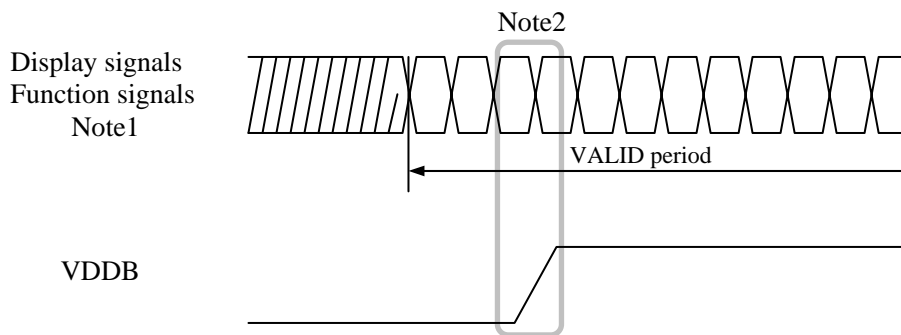 Note2
Display signals
Function signals
Note1
VALID period
VDDB